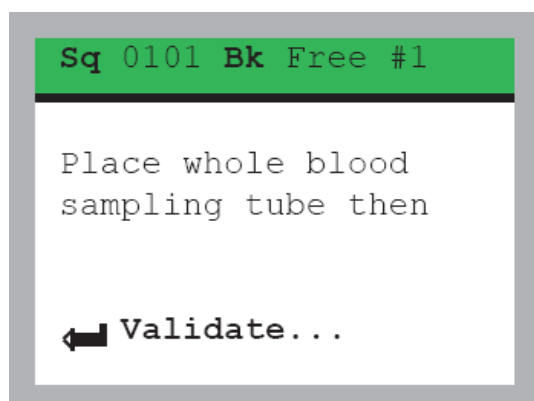 Sq 0101 Bk Free #1
Place whole blood
sampling tube then
Validate...